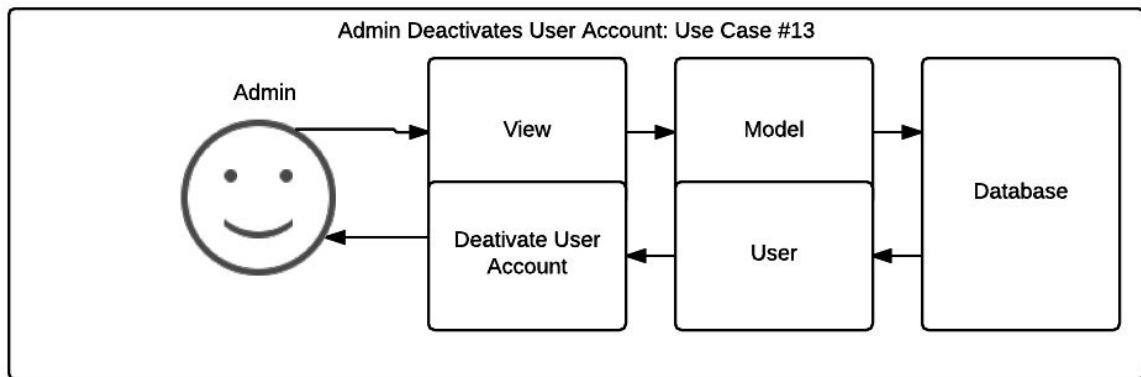 Admin Deactivates User Account: Use Case #13
Admin
View
Model
Database
Deativate User
Account
User